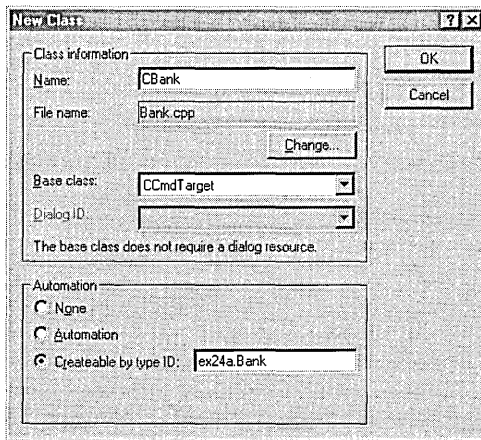 New Class
Class information
OK
Name: CBank
Cancel
File name: Bank.cpp
Change...
Base class: CCmdTarget
Dialog ID:
The base class does not require a dialog resource.
Automation
None
Automation
Createable by type ID: ex24a.Bank